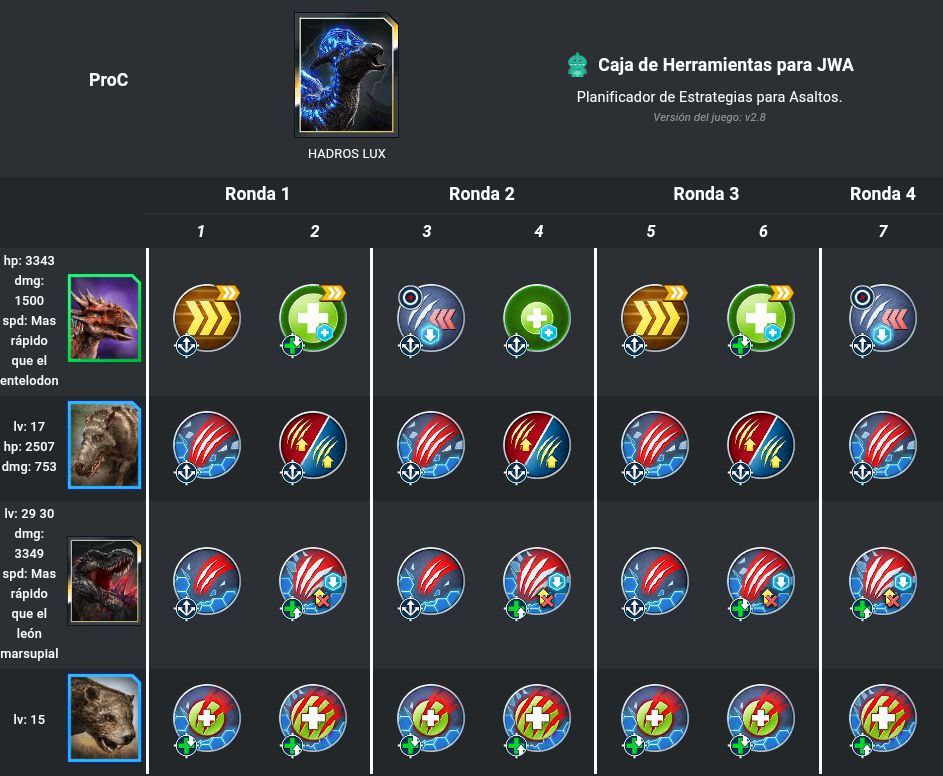 ProC
HADROS LUX
Caja de Herramientas para JWA
Planificador de Estrategias para Asaltos.
Versión del juego: v2.8
Ronda 1
Ronda 2
Ronda 3
Ronda 4
1
2
3
4
5
6
7
hp: 3343
dmg:
1500
spd: Mas
rápido
que el
entelodon
lv: 17
hp: 2507
dmg: 753
lv: 29 30
dmg:
3349
spd: Mas
rápido
que el
león
marsupial
lv: 15